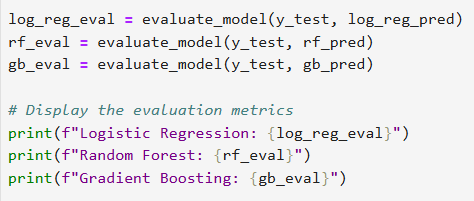 log_reg_eval = evaluate_model(y_test, log_reg_pred)
rf_eval = evaluate_model(y_test, rf_pred)
gb_eval = evaluate_model(y_test, gb_pred)
# Display the evaluation metrics
print(f"Logistic Regression: {log_reg_eval}")
print(f"Random Forest: {rf_eval}")
print(f"Gradient Boosting: {gb_eval}")